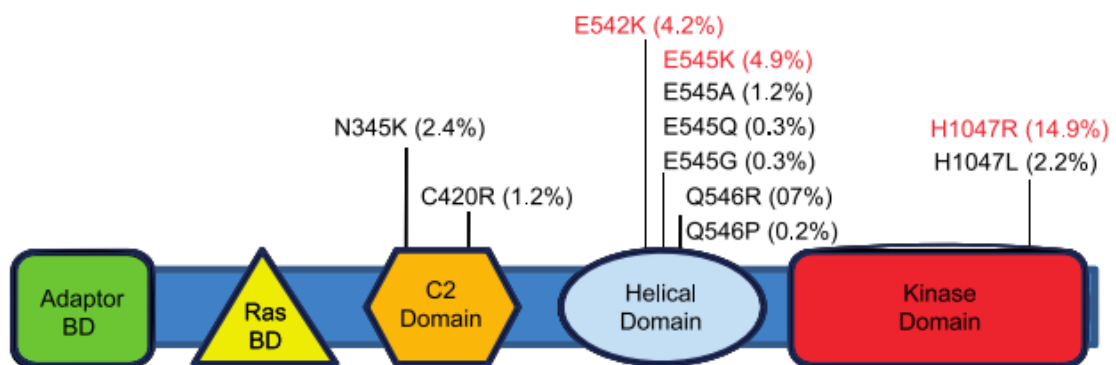 E542K (4.2%)
E545K (4.9%)
E545A (1.2%)
E545Q (0.3%)
E545G (0.3%)
Q546R (07%)
Q546P (0.2%)
N345K (2.4%)
C420R (1.2%)
H1047R (14.9%)
H1047L (2.2%)
Adaptor
BD
Ras
BD
C2
Domain
Helical
Domain
Kinase
Domain